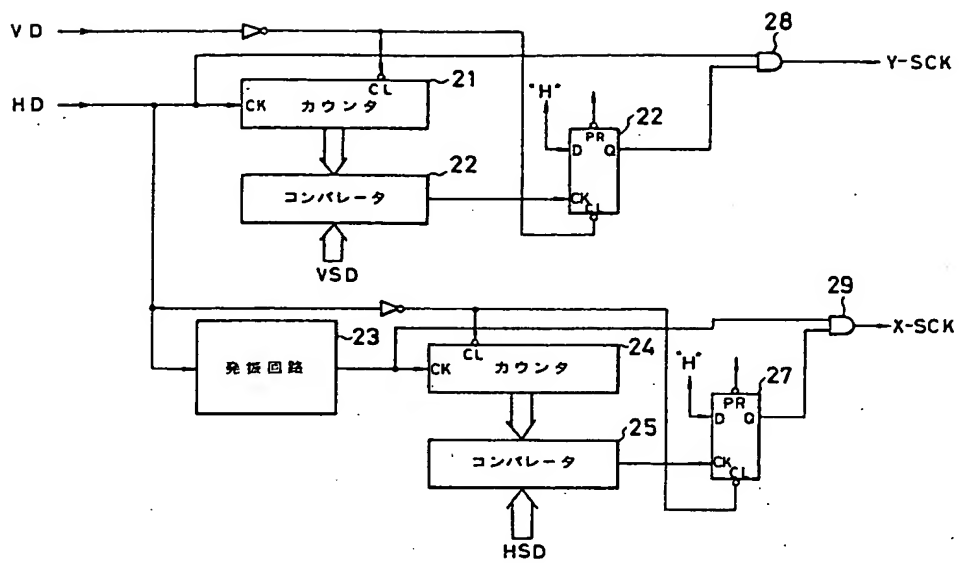 VD
28
Y-SCK
21
CL
HD
CK カウンタ
"H"
22
PR
D Q
22
コンパレータ
CK
CL
VSD
29
X-SCK
23
24
CL
"H"
27
発振回路
CK カウンタ
PR
D Q
25
コンパレータ
CK
CL
HSD